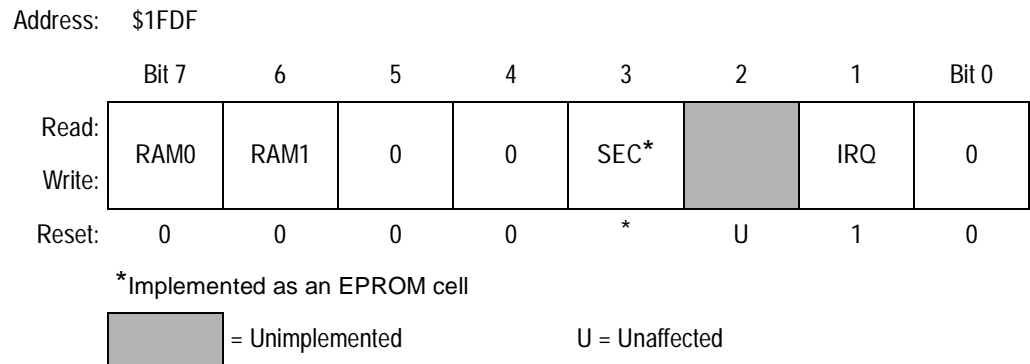 Address: $1FDF
Bit 7 6 5 4 3 2 1 Bit 0
Read:
RAM0 RAM1 0 0 SEC* IRQ 0
Write:
Reset: 0 0 0 0 * U 1 0
*Implemented as an EPROM cell
= Unimplemented U = Unaffected